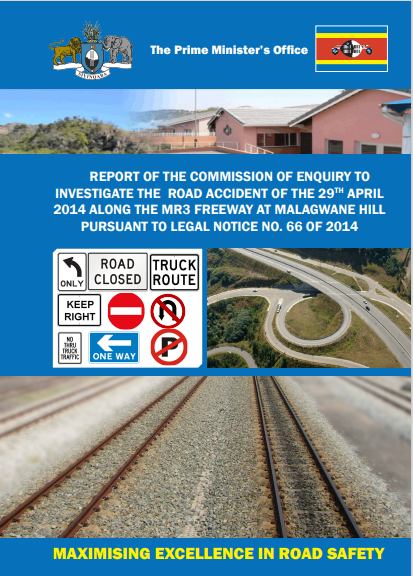 The Prime Minister's Office
SIYINQABA
REPORT OF THE COMMISSION OF ENQUIRY TO
INVESTIGATE THE ROAD ACCIDENT OF THE 29TH APRIL
2014 ALONG THE MR3 FREEWAY AT MALAGWANE HILL
PURSUANT TO LEGAL NOTICE NO. 66 OF 2014
ONLY
ROAD
CLOSED
TRUCK
ROUTE
KEEP
RIGHT
NO
THRU
TRUCK
TRAFFIC
ONE WAY
P
MAXIMISING EXCELLENCE IN ROAD SAFETY